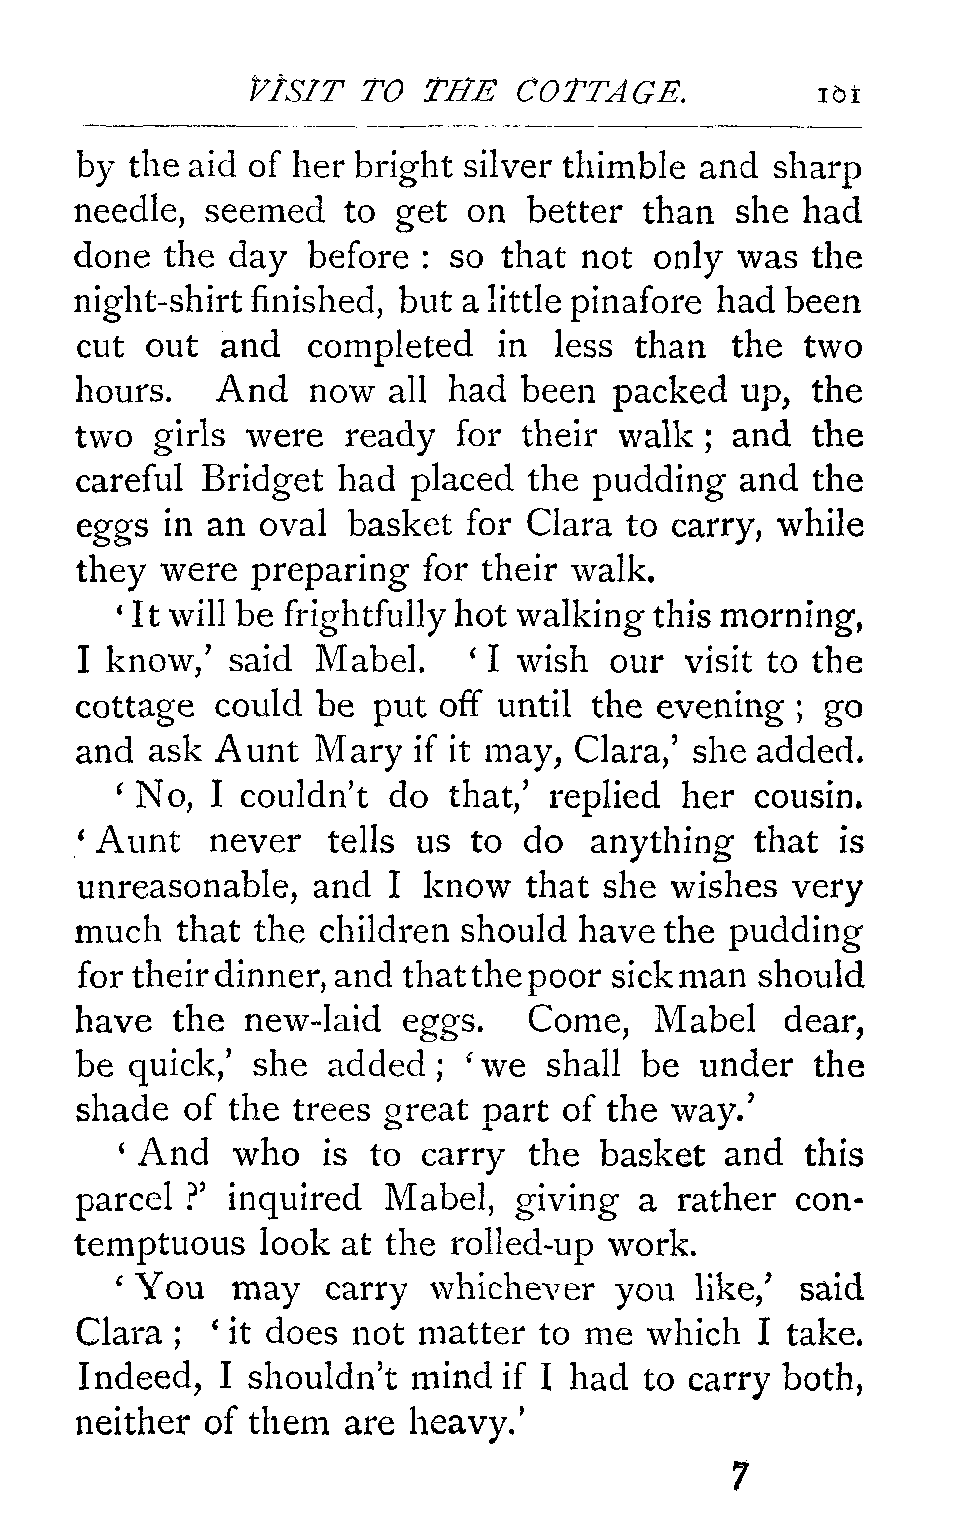 VISIT TO THE COTTAGE. 101
by the aid of her bright silver thimble and sharp
needle, seemed to get on better than she had
done the day before : so that not only was the
night-shirt finished, but a little pinafore had been
cut out and completed in less than the two
hours. And now all had been packed up, the
two girls were ready for their walk ; and the
careful Bridget had placed the pudding and the
eggs in an oval basket for Clara to carry, while
they were preparing for their walk.
‘ It will be frightfully hot walking this morning,
I know,’ said Mabel. ‘ I wish our visit to the
cottage could be put off until the evening ; go
and ask Aunt Mary if it may, Clara,’ she added.
‘ No, I couldn’t do that,’ replied her cousin.
‘ Aunt never tells us to do anything that is
unreasonable, and I know that she wishes very
much that the children should have the pudding
for their dinner, and that the poor sick man should
have the new-laid eggs. Come, Mabel dear,
be quick,’ she added ; ‘ we shall be under the
shade of the trees great part of the way.’
‘ And who is to carry the basket and this
parcel ?’ inquired Mabel, giving a rather con-
temptuous look at the rolled-up work.
‘ You may carry whichever you like,’ said
Clara ; ‘ it does not matter to me which I take.
Indeed, I shouldn’t mind if I had to carry both,
neither of them are heavy.’
7